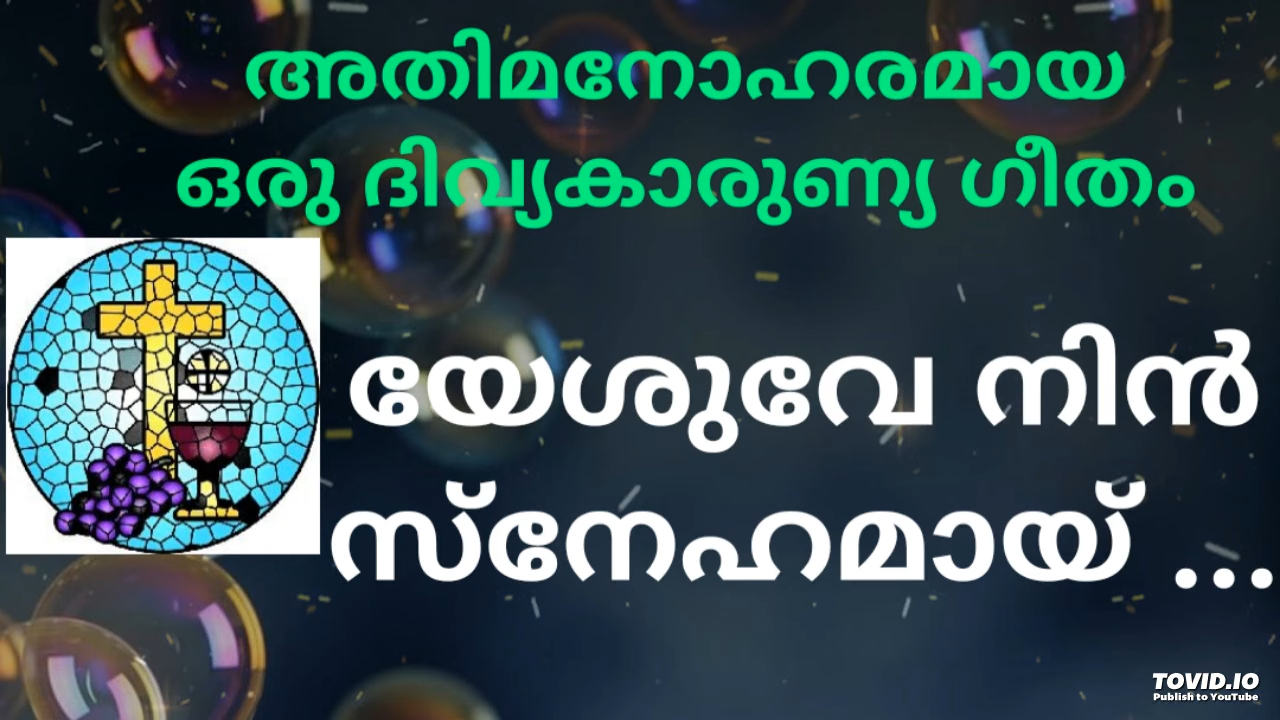 അതിമനോഹരമായ
ഒരു ദിവ്യകാരുണ്യ ഗീതം
യേശുവേ നിൻ
സ്നേഹമായ് ...
TOVID.IO
Publish to YouTube